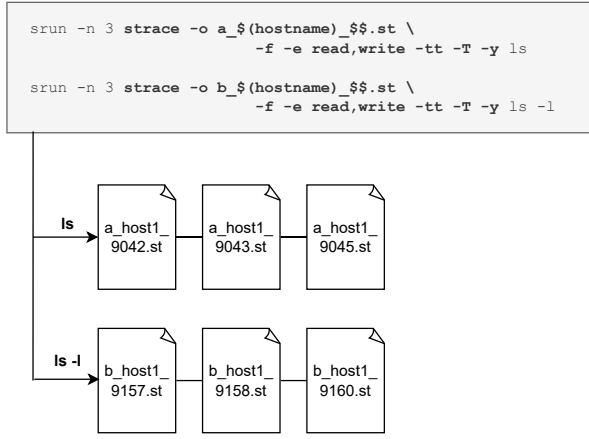 srun -n 3 strace -o a_$(hostname)_$$.st \
-f -e read,write -tt -T -y ls
srun -n 3 strace -o b_$(hostname)_$$.st \
-f -e read,write -tt -T -y ls -l
ls
a_host1_
9042.st
a_host1_
9043.st
a_host1_
9045.st
ls -l
b_host1_
9157.st
b_host1_
9158.st
b_host1_
9160.st